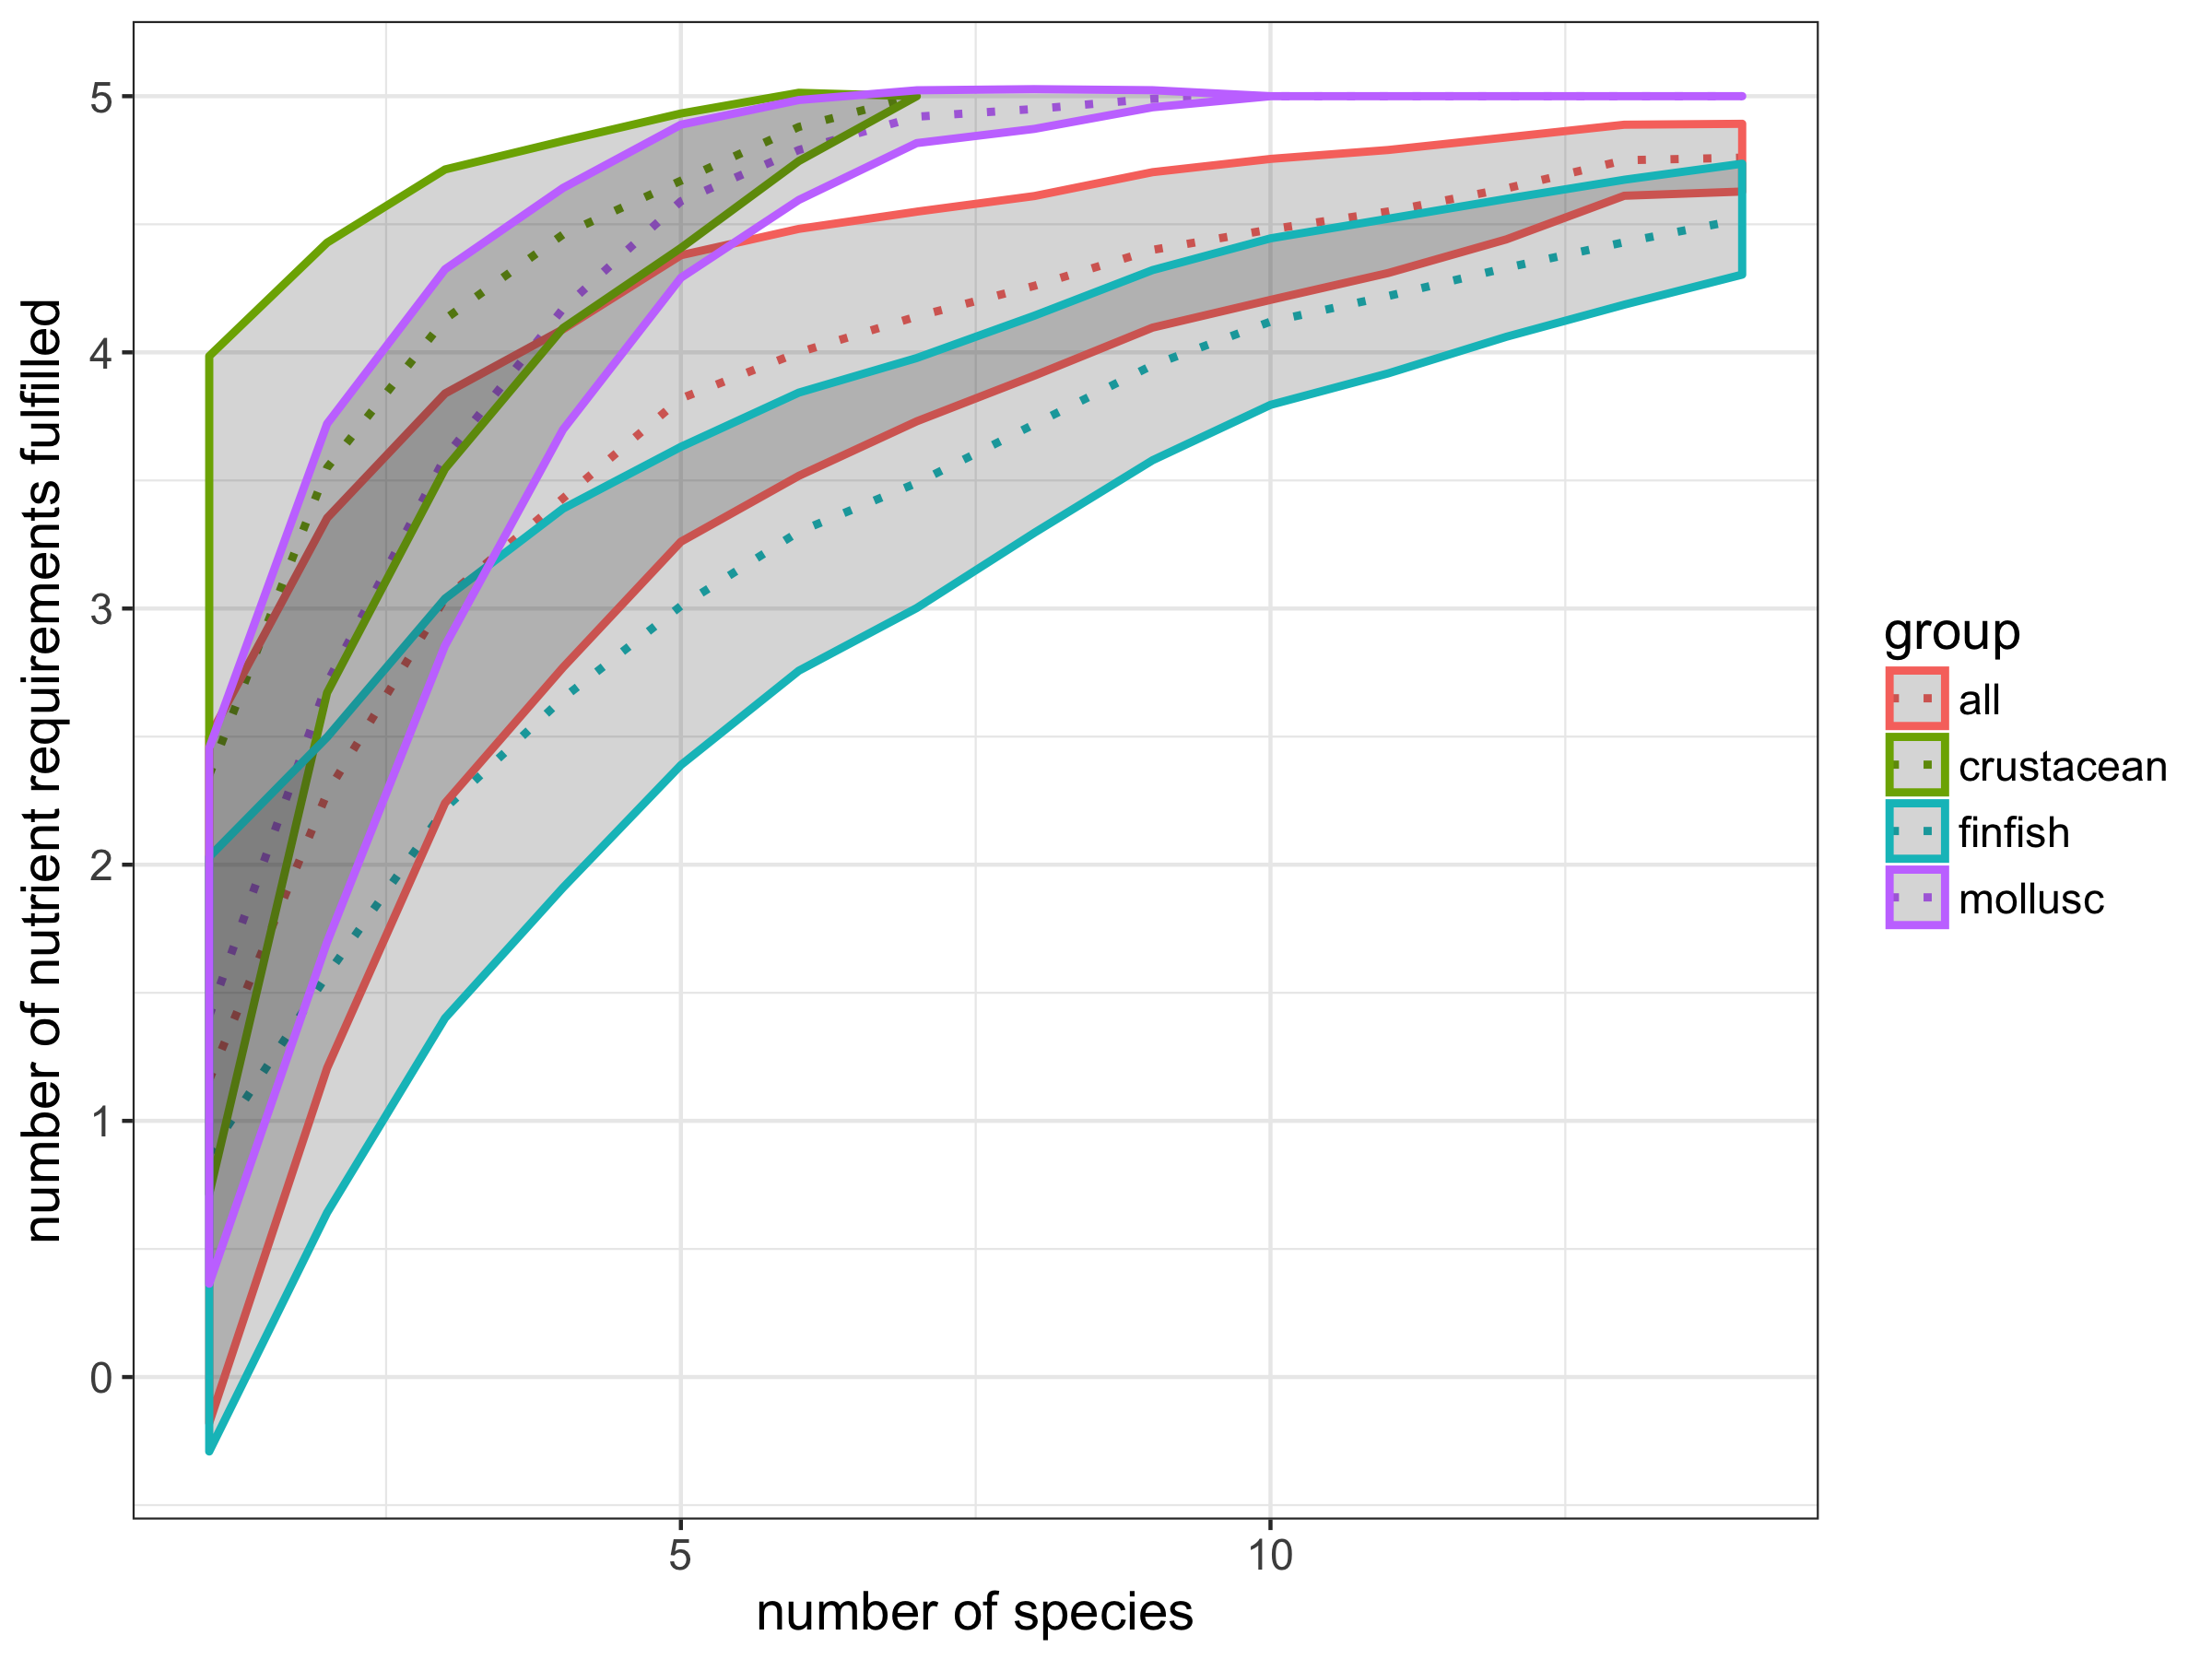 number of nutrient requirements fulfilled
5
4
3
2
1
0
5 10
number of species
group
all
crustacean
finfish
mollusc